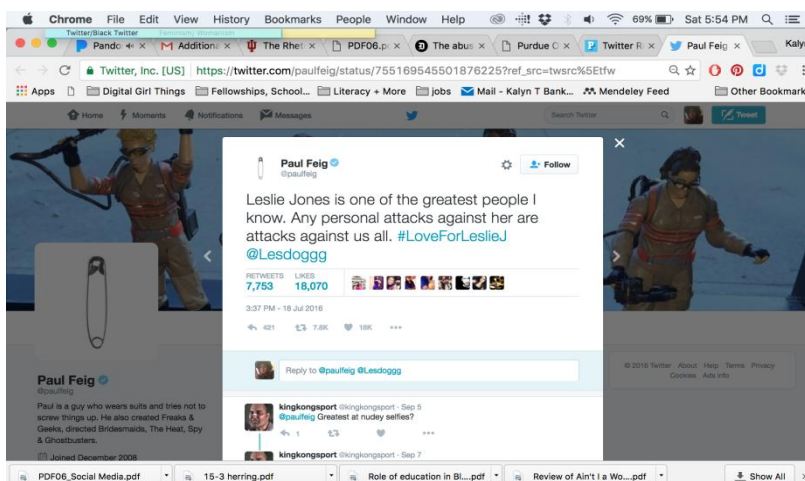 Chrome File Edit View History Bookmarks People Window Help 69% Sat 5:54 PM
Twitter/Black Twitter Feminism/ Womanism
Pando Additiona The Rhet PDF06.p The abus Purdue O Twitter R Paul Feig Kalyn
Twitter, Inc. [US] https://twitter.com/paulfeig/status/755169545501876225?ref_src=twsrc%5Etfw
Apps Digital Girl Things Fellowships, School... Literacy + More jobs Mail - Kalyn T Bank... Mendeley Feed Other Bookmark
Home Moments Notifications Messages Search Twitter Tweet
Paul Feig
@paulfeig
Follow
Leslie Jones is one of the greatest people I
know. Any personal attacks against her are
attacks against us all. #LoveForLeslieJ
@Lesdoggg
RETWEETS LIKES
7,753 18,070
3:37 PM - 18 Jul 2016
421 7.8K 18K
Reply to @paulfeig @Lesdoggg
kingkongsport @kingkongsport · Sep 5
@paulfeig Greatest at nudey selfies?
1
kingkongsport @kingkongsport · Sep 7
Paul Feig
@paulfeig
Paul is a guy who wears suits and tries not to
screw things up. He also created Freaks &
Geeks, directed Bridesmaids, The Heat, Spy
& Ghostbusters.
Joined December 2008
© 2016 Twitter About Help Terms Privacy
Cookies Ads info
PDF06_Social Media.pdf 15-3 herring.pdf Role of education in Bl....pdf Review of Ain't I a Wo....pdf Show All